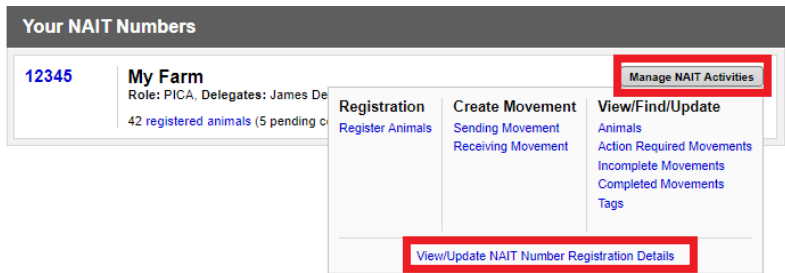 Your NAIT Numbers
12345
My Farm
Manage NAIT Activities
Role: PICA, Delegates: James De
42 registered animals (5 pending c
Registration
Register Animals
Create Movement
Sending Movement
Receiving Movement
View/Find/Update
Animals
Action Required Movements
Incomplete Movements
Completed Movements
Tags
View/Update NAIT Number Registration Details